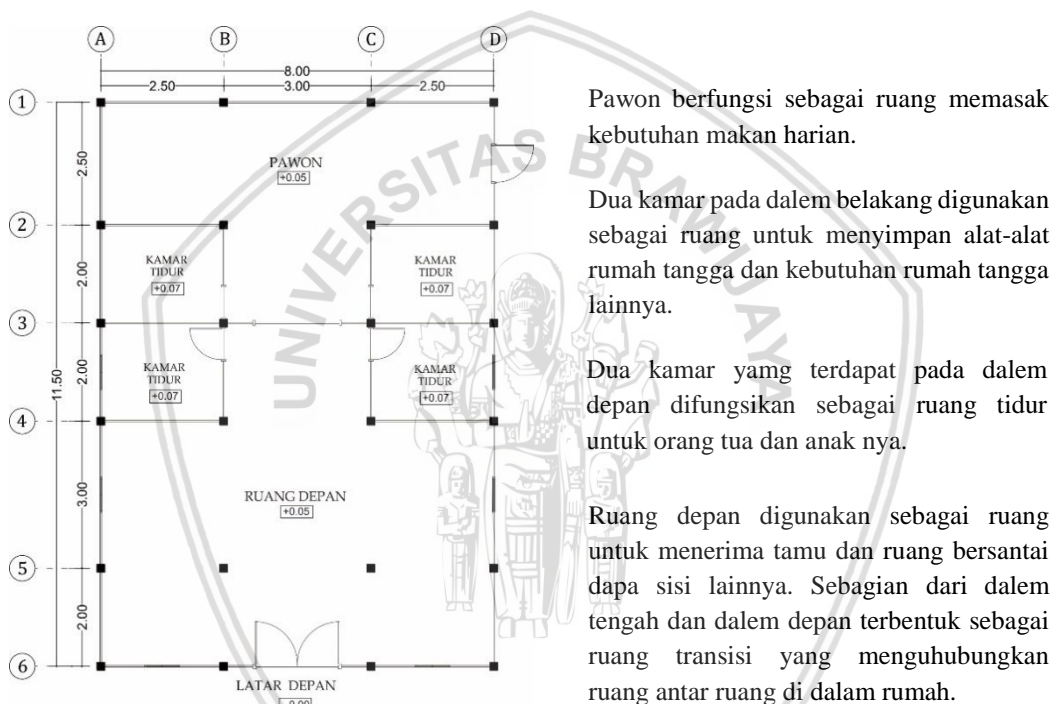 A B C D
8.00
2.50 3.00 2.50
1
2
3
4
5
6
11.50
2.50
2.00
2.00
3.00
2.00
PAWON
+0.05
KAMAR
TIDUR
+0.07
KAMAR
TIDUR
+0.07
KAMAR
TIDUR
+0.07
KAMAR
TIDUR
+0.07
RUANG DEPAN
+0.05
LATAR DEPAN
UNIVERSITAS BRAWIJAYA
Pawon berfungsi sebagai ruang memasak
kebutuhan makan harian.
Dua kamar pada dalem belakang digunakan
sebagai ruang untuk menyimpan alat-alat
rumah tangga dan kebutuhan rumah tangga
lainnya.
Dua kamar yamg terdapat pada dalem
depan difungsikan sebagai ruang tidur
untuk orang tua dan anak nya.
Ruang depan digunakan sebagai ruang
untuk menerima tamu dan ruang bersantai
dapa sisi lainnya. Sebagian dari dalem
tengah dan dalem depan terbentuk sebagai
ruang transisi yang menguhubungkan
ruang antar ruang di dalam rumah.